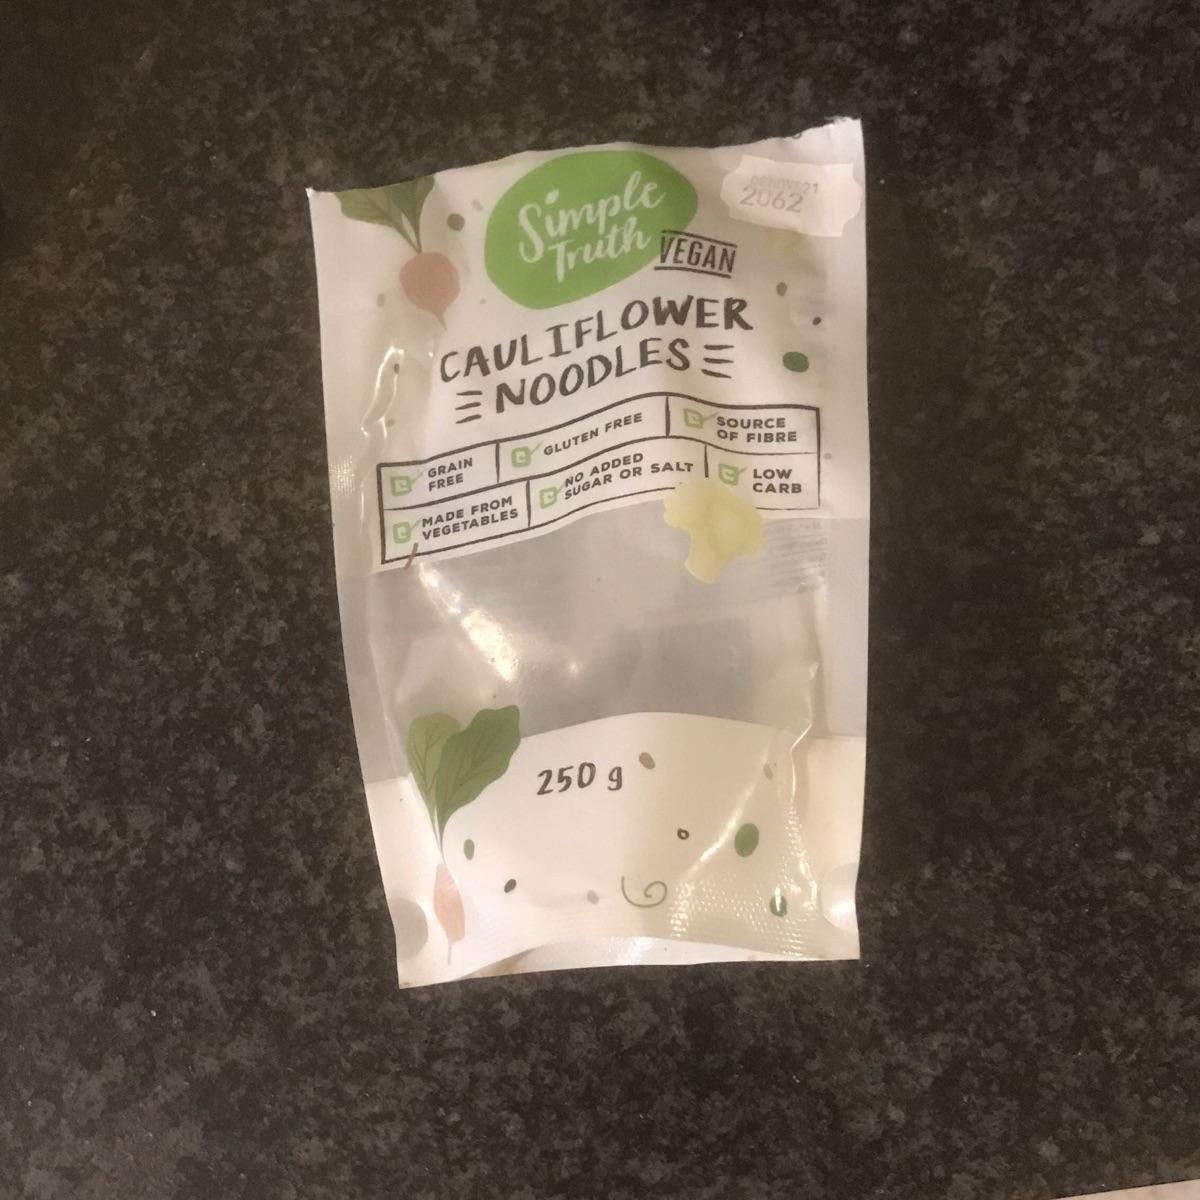 Simple
Truth
VEGAN
2062
CAULIFLOWER
NOODLES
GRAIN
FREE
GLUTEN FREE
SOURCE
OF FIBRE
MADE FROM
VEGETABLES
NO ADDED
SUGAR OR SALT
LOW
CARB
250 g